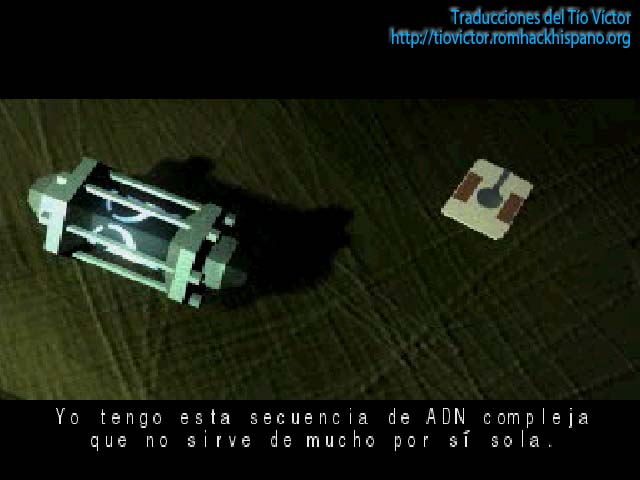 Traducciones del Tío Víctor
http://tiovictor.romhackhispano.org
Yo tengo esta secuencia de ADN compleja
que no sirve de mucho por sí sola.